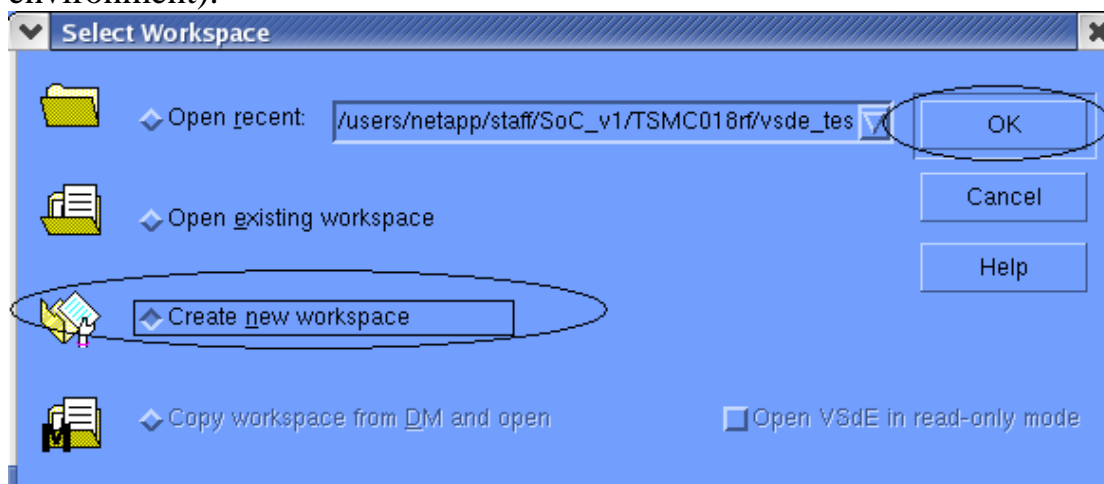 environment).
Select Workspace
Open recent: /users/netapp/staff/SoC_v1/TSMC018rf/vsde_tes OK
Open existing workspace Cancel
Help
Create new workspace
Copy workspace from DM and open Open VSdE in read-only mode